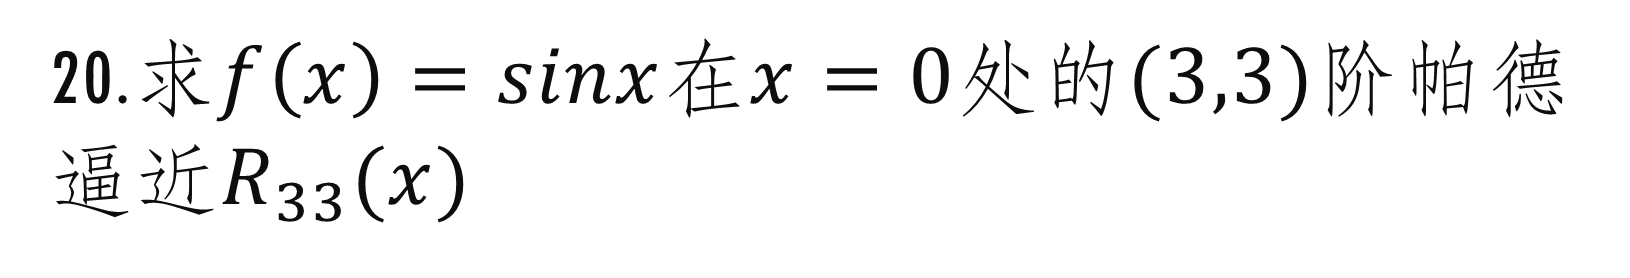 20.求f(x) = sinx在x = 0处的(3,3)阶帕德
逼近R₃₃(x)